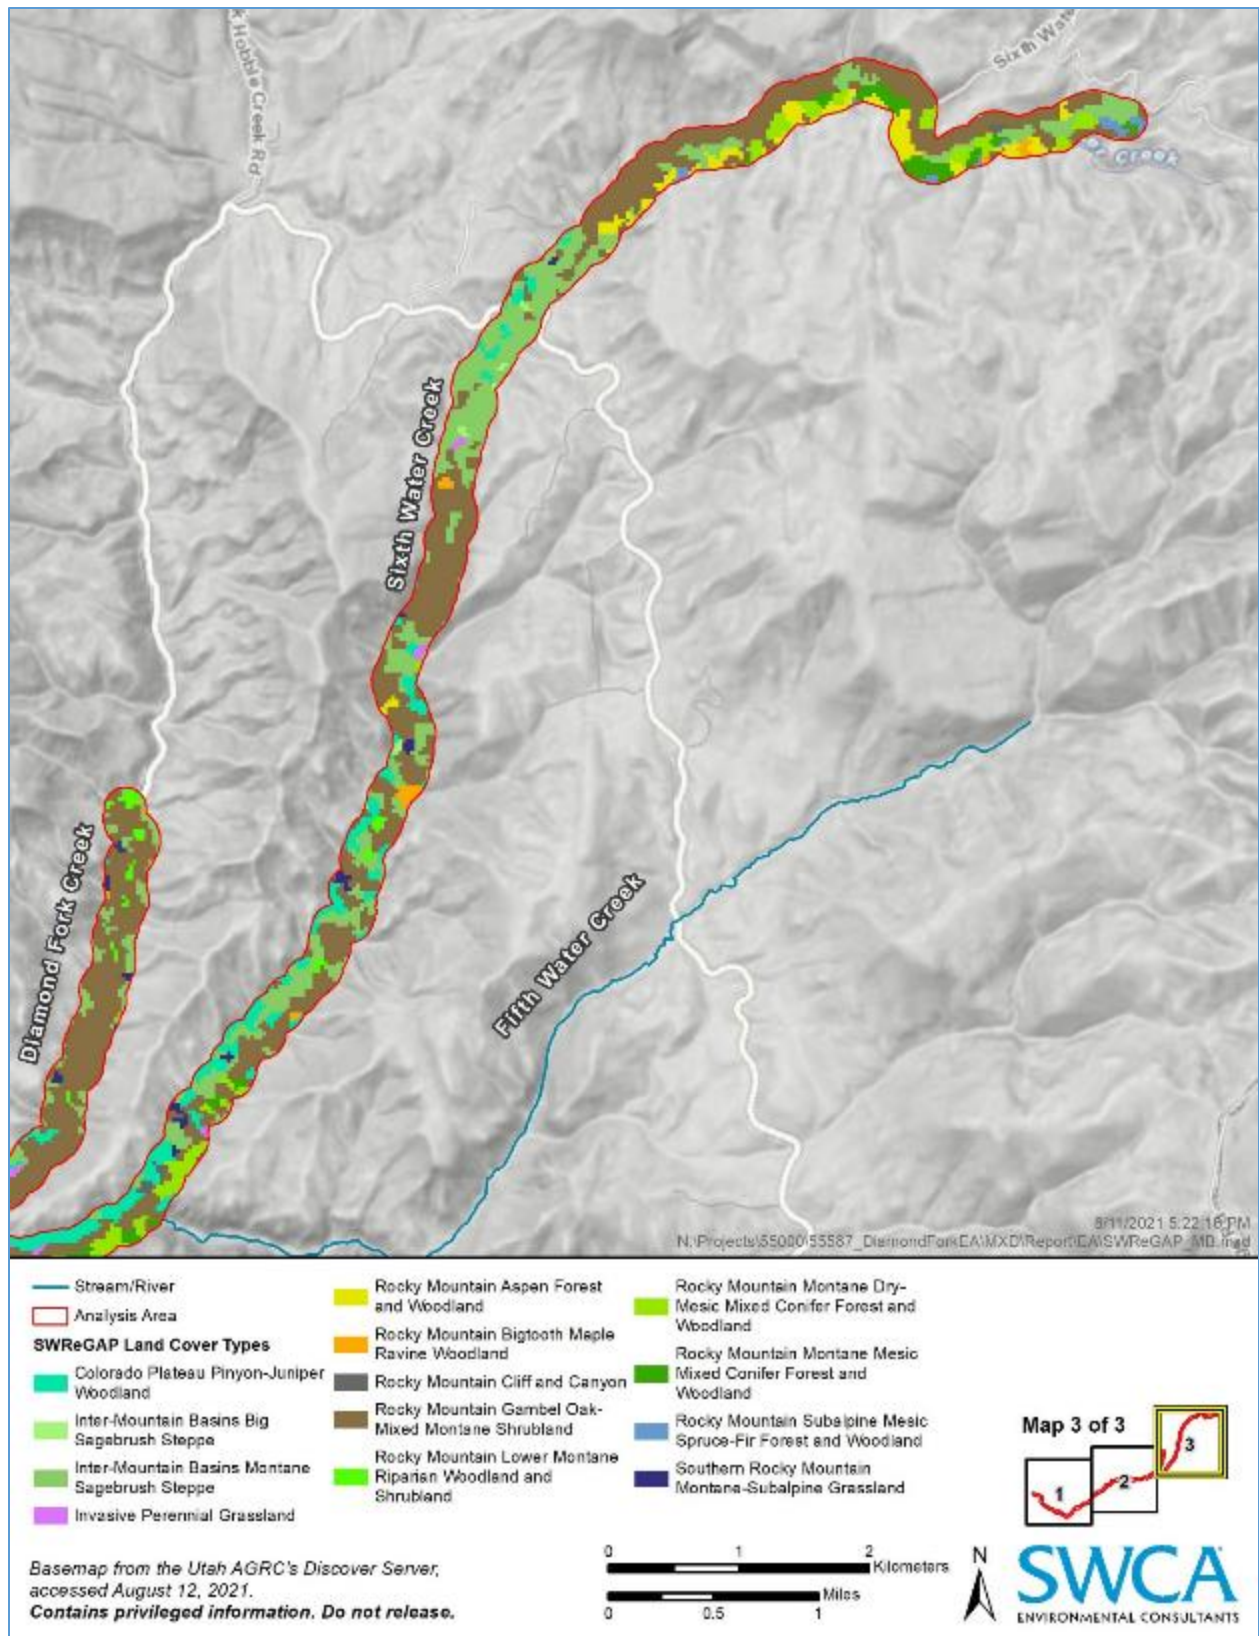 k Hobble Creek Rd
Sixth Wate
Creek
Sixth Water Creek
Diamond Fork Creek
Fifth Water Creek
8/11/2021 5:22:16 PM
N:\Projects\55000\55587_DiamondForkEA\MXD\Report\EA\SWReGAP_MB.mxd
Stream/River
Analysis Area
SWReGAP Land Cover Types
Colorado Plateau Pinyon-Juniper
Woodland
Inter-Mountain Basins Big
Sagebrush Steppe
Inter-Mountain Basins Montane
Sagebrush Steppe
Invasive Perennial Grassland
Rocky Mountain Aspen Forest
and Woodland
Rocky Mountain Bigtooth Maple
Ravine Woodland
Rocky Mountain Cliff and Canyon
Rocky Mountain Gambel Oak-
Mixed Montane Shrubland
Rocky Mountain Lower Montane
Riparian Woodland and
Shrubland
Rocky Mountain Montane Dry-
Mesic Mixed Conifer Forest and
Woodland
Rocky Mountain Montane Mesic
Mixed Conifer Forest and
Woodland
Rocky Mountain Subalpine Mesic
Spruce-Fir Forest and Woodland
Southern Rocky Mountain
Montane-Subalpine Grassland
Map 3 of 3
1
2
3
Basemap from the Utah AGRC's Discover Server,
accessed August 12, 2021.
Contains privileged information. Do not release.
0 1 2
Kilometers
Miles
0 0.5 1
N
SWCA
ENVIRONMENTAL CONSULTANTS